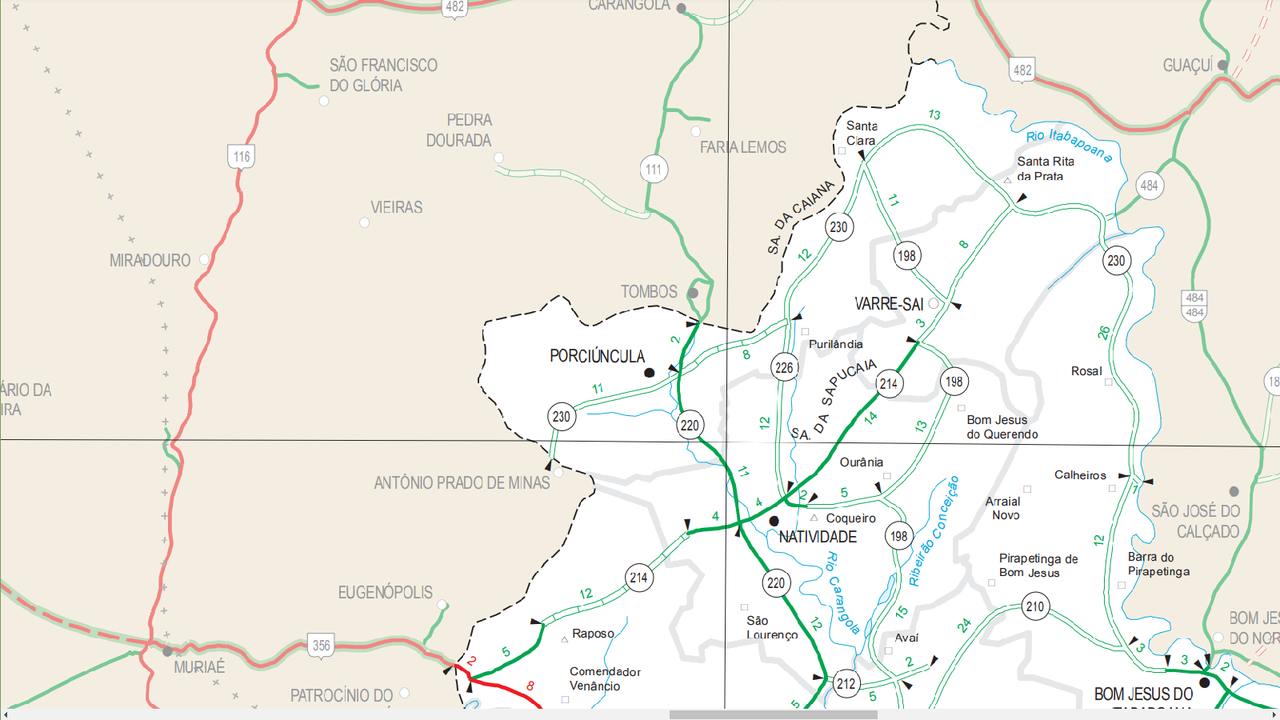 482
CARANGOLA
SÃO FRANCISCO
DO GLÓRIA
PEDRA
DOURADA
FARIA LEMOS
116
111
VIEIRAS
MIRADOURO
TOMBOS
482
GUAÇUÍ
13
Rio Itabapoana
Santa
Clara
Santa Rita
da Prata
484
SA. DA CAIANA
11
230
12
198
8
230
484
484
VARRE-SAI
3
2
8
Purilândia
26
PORCIÚNCULA
11
226
SA. DA SAPUCAIA
214
198
Rosal
230
220
12
14
13
Bom Jesus
do Querendo
ÁRIO DA
IRA
18
ANTÔNIO PRADO DE MINAS
11
Ourânia
Calheiros
4
4
2
5
Coqueiro
NATIVIDADE
Ribeirão Conceição
Arraial
Novo
SÃO JOSÉ DO
CALÇADO
198
12
Pirapetinga de
Bom Jesus
Barra do
Pirapetinga
214
12
EUGENÓPOLIS
220
Rio Carangola
210
São
Lourenço
12
15
24
Avaí
BOM JES
DO NOR
356
MURIAÉ
Raposo
5
2
8
Comendador
Venâncio
212
2
5
5
3
3
2
PATROCÍNIO DO
BOM JESUS DO